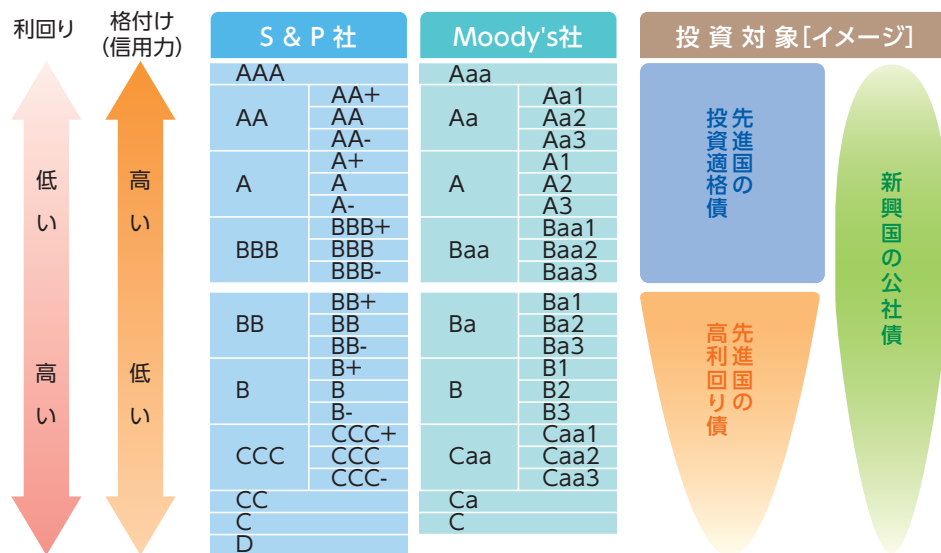 利回り
格付け
(信用力)
S & P 社
Moody's社
投 資 対 象[イメージ]
低い
高い
高い
低い
AAA
Aaa
AA
AA+
AA
AA-
Aa
Aa1
Aa2
Aa3
A
A+
A
A-
A
A1
A2
A3
BBB
BBB+
BBB
BBB-
Baa
Baa1
Baa2
Baa3
BB
BB+
BB
BB-
Ba
Ba1
Ba2
Ba3
B
B+
B
B-
B
B1
B2
B3
CCC
CCC+
CCC
CCC-
Caa
Caa1
Caa2
Caa3
CC
Ca
C
C
D
先進国の
投資適格債
先進国の
高利回り債
新興国の公社債